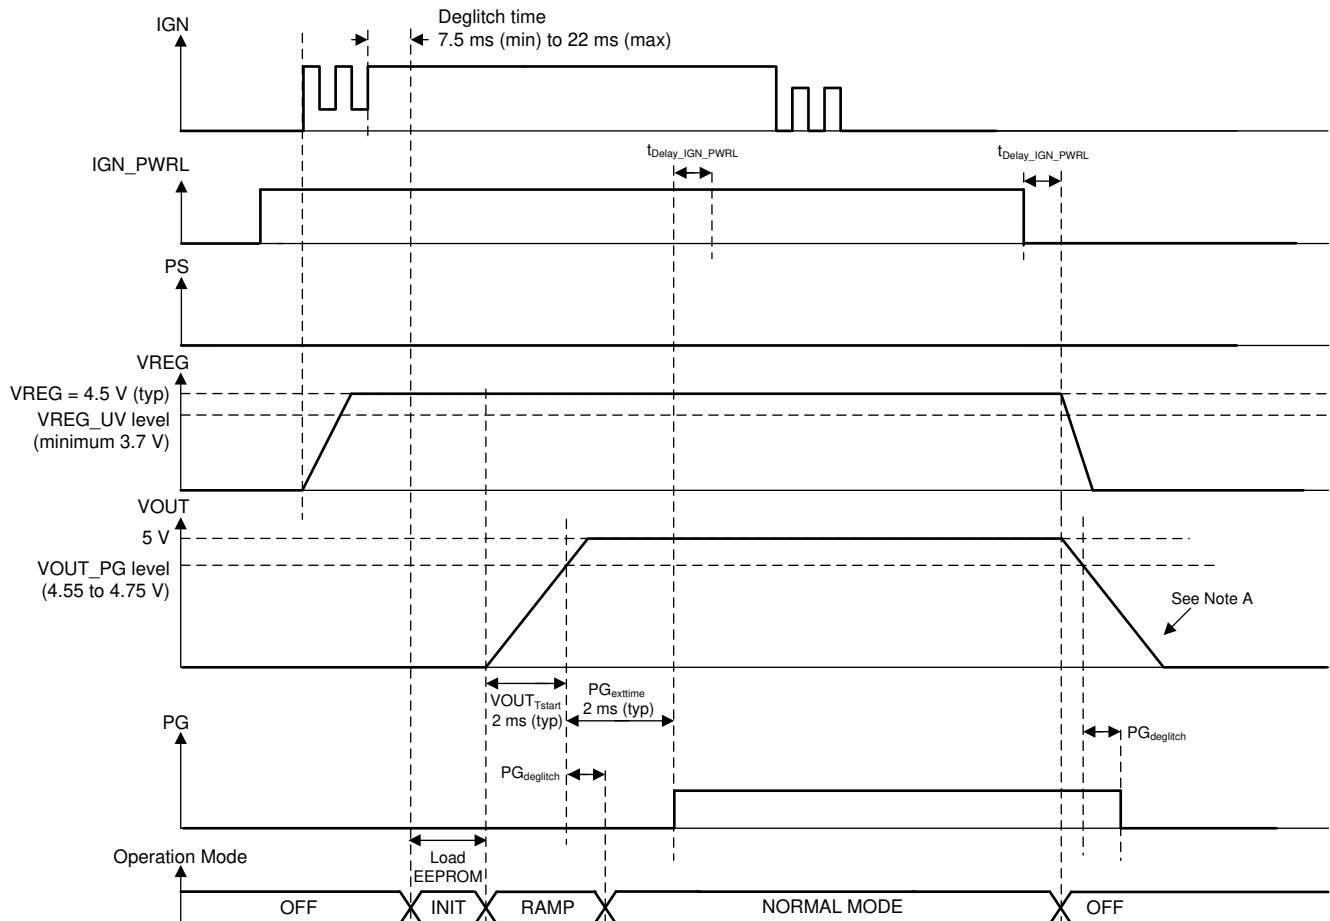 IGN
Deglitch time
7.5 ms (min) to 22 ms (max)
IGN_PWRL
tDelay_IGN_PWRL
tDelay_IGN_PWRL
PS
VREG
VREG = 4.5 V (typ)
VREG_UV level
(minimum 3.7 V)
VOUT
5 V
VOUT_PG level
(4.55 to 4.75 V)
See Note A
VOUTTstart
2 ms (typ)
PGexttime
2 ms (typ)
PG
PGdeglitch
PGdeglitch
Operation Mode
Load
EEPROM
OFF
INIT
RAMP
NORMAL MODE
OFF